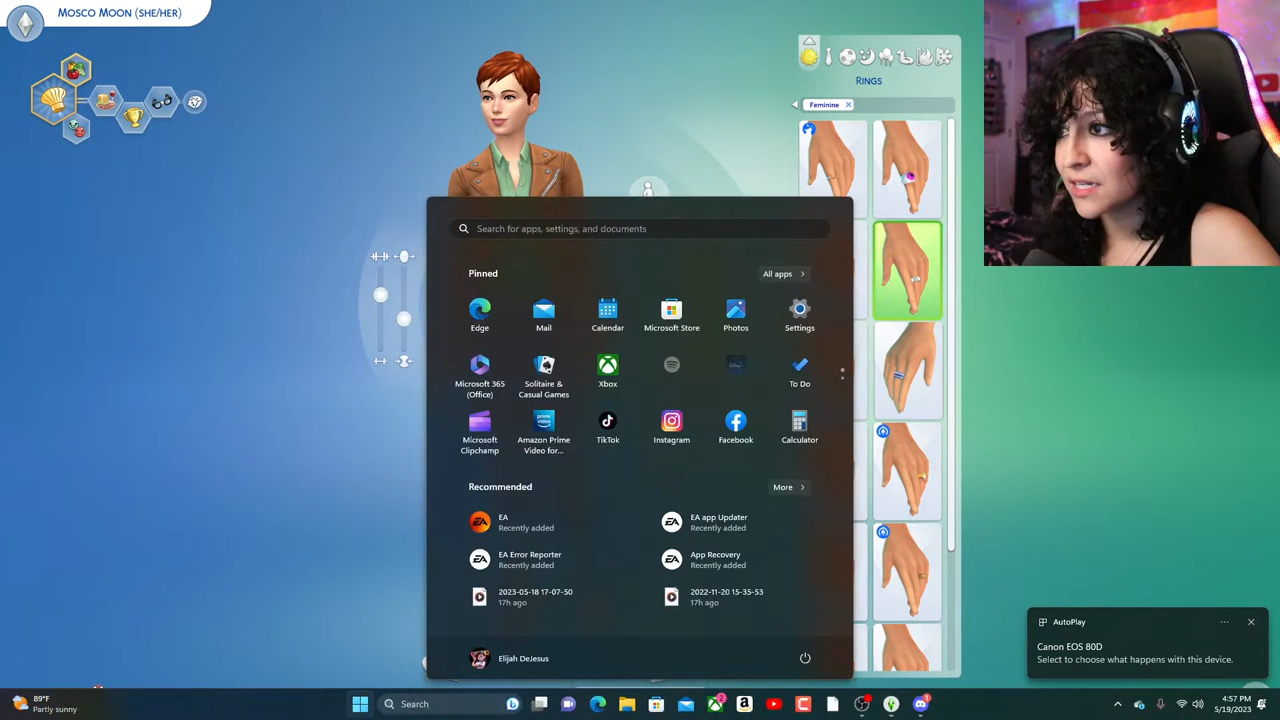 MOSCO MOON (SHE/HER)
RINGS
Feminine
Search for apps, settings, and documents
Pinned
All apps
Edge
Mail
Calendar
Microsoft Store
Photos
Settings
Microsoft 365
(Office)
Solitaire &
Casual Games
Xbox
To Do
Microsoft
Clipchamp
Amazon Prime
Video for...
TikTok
Instagram
Facebook
Calculator
Recommended
More
EA
Recently added
EA app Updater
Recently added
EA Error Reporter
Recently added
App Recovery
Recently added
2023-05-18 17-07-50
17h ago
2022-11-20 15-35-53
17h ago
Elijah DeJesus
AutoPlay
Canon EOS 80D
Select to choose what happens with this device.
89°F
Partly sunny
Search
4:57 PM
5/19/2023